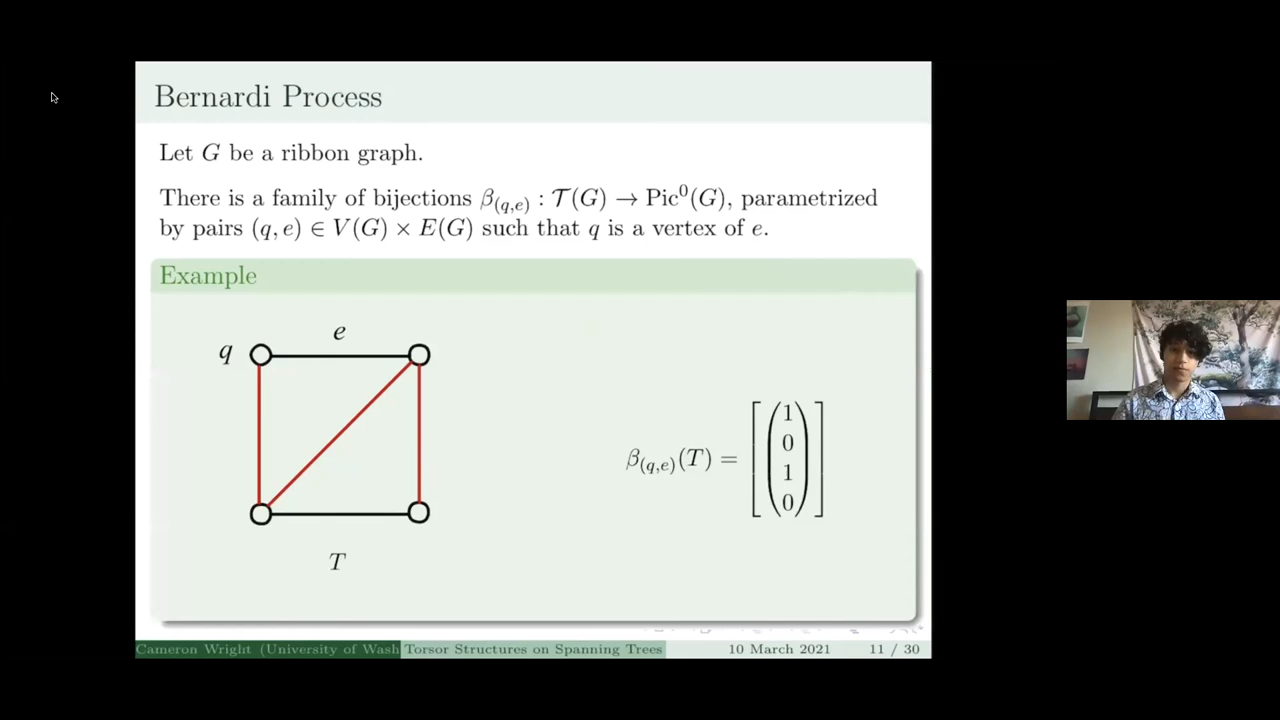 Bernardi Process
Let G be a ribbon graph.
There is a family of bijections β₍q,e₎ : 𝒯(G) → Pic⁰(G), parametrized
by pairs (q, e) ∈ V(G) × E(G) such that q is a vertex of e.
Example
e
q
β₍q,e₎(T) = [(1 0 1 0)]
T
Cameron Wright (University of Wash
Torsor Structures on Spanning Trees
10 March 2021
11 / 30